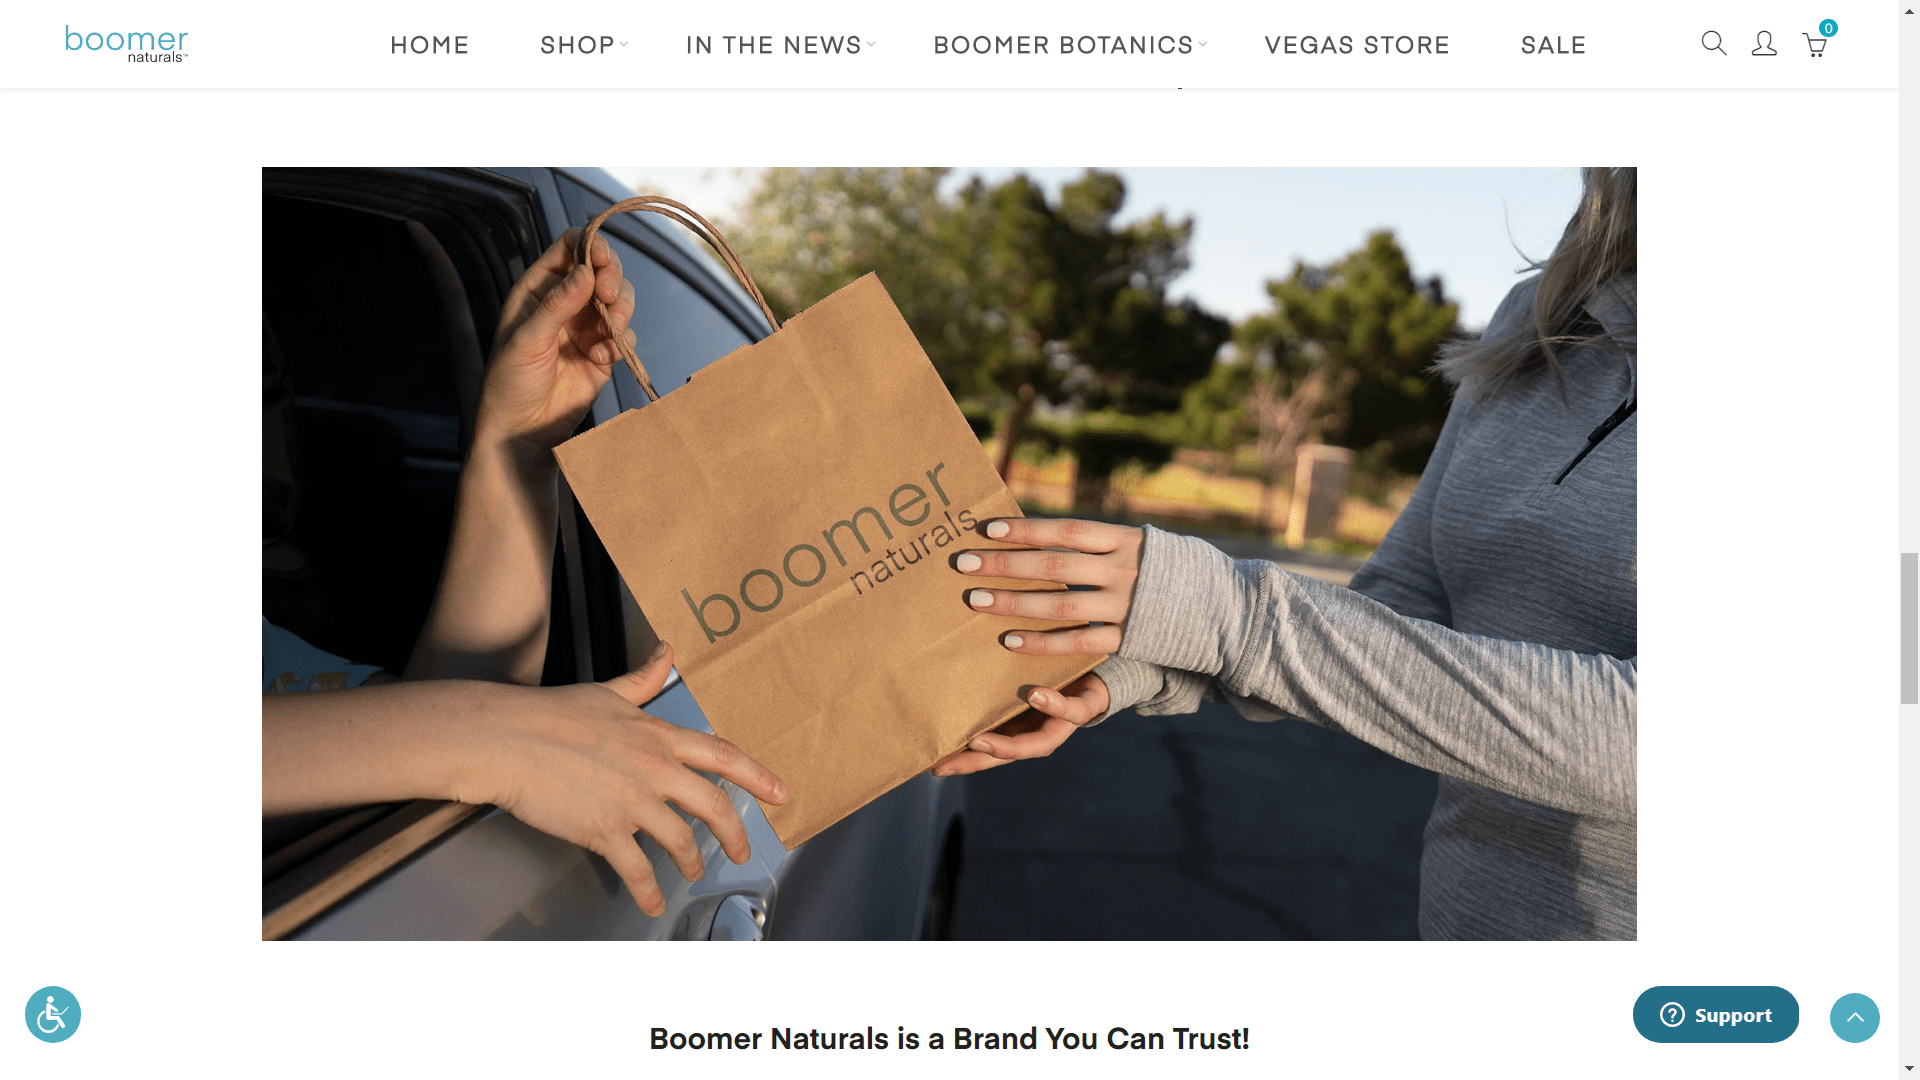 boomer
naturals™
HOME
SHOP
IN THE NEWS
BOOMER BOTANICS
VEGAS STORE
SALE
0
boomer
naturals
Boomer Naturals is a Brand You Can Trust!
? Support